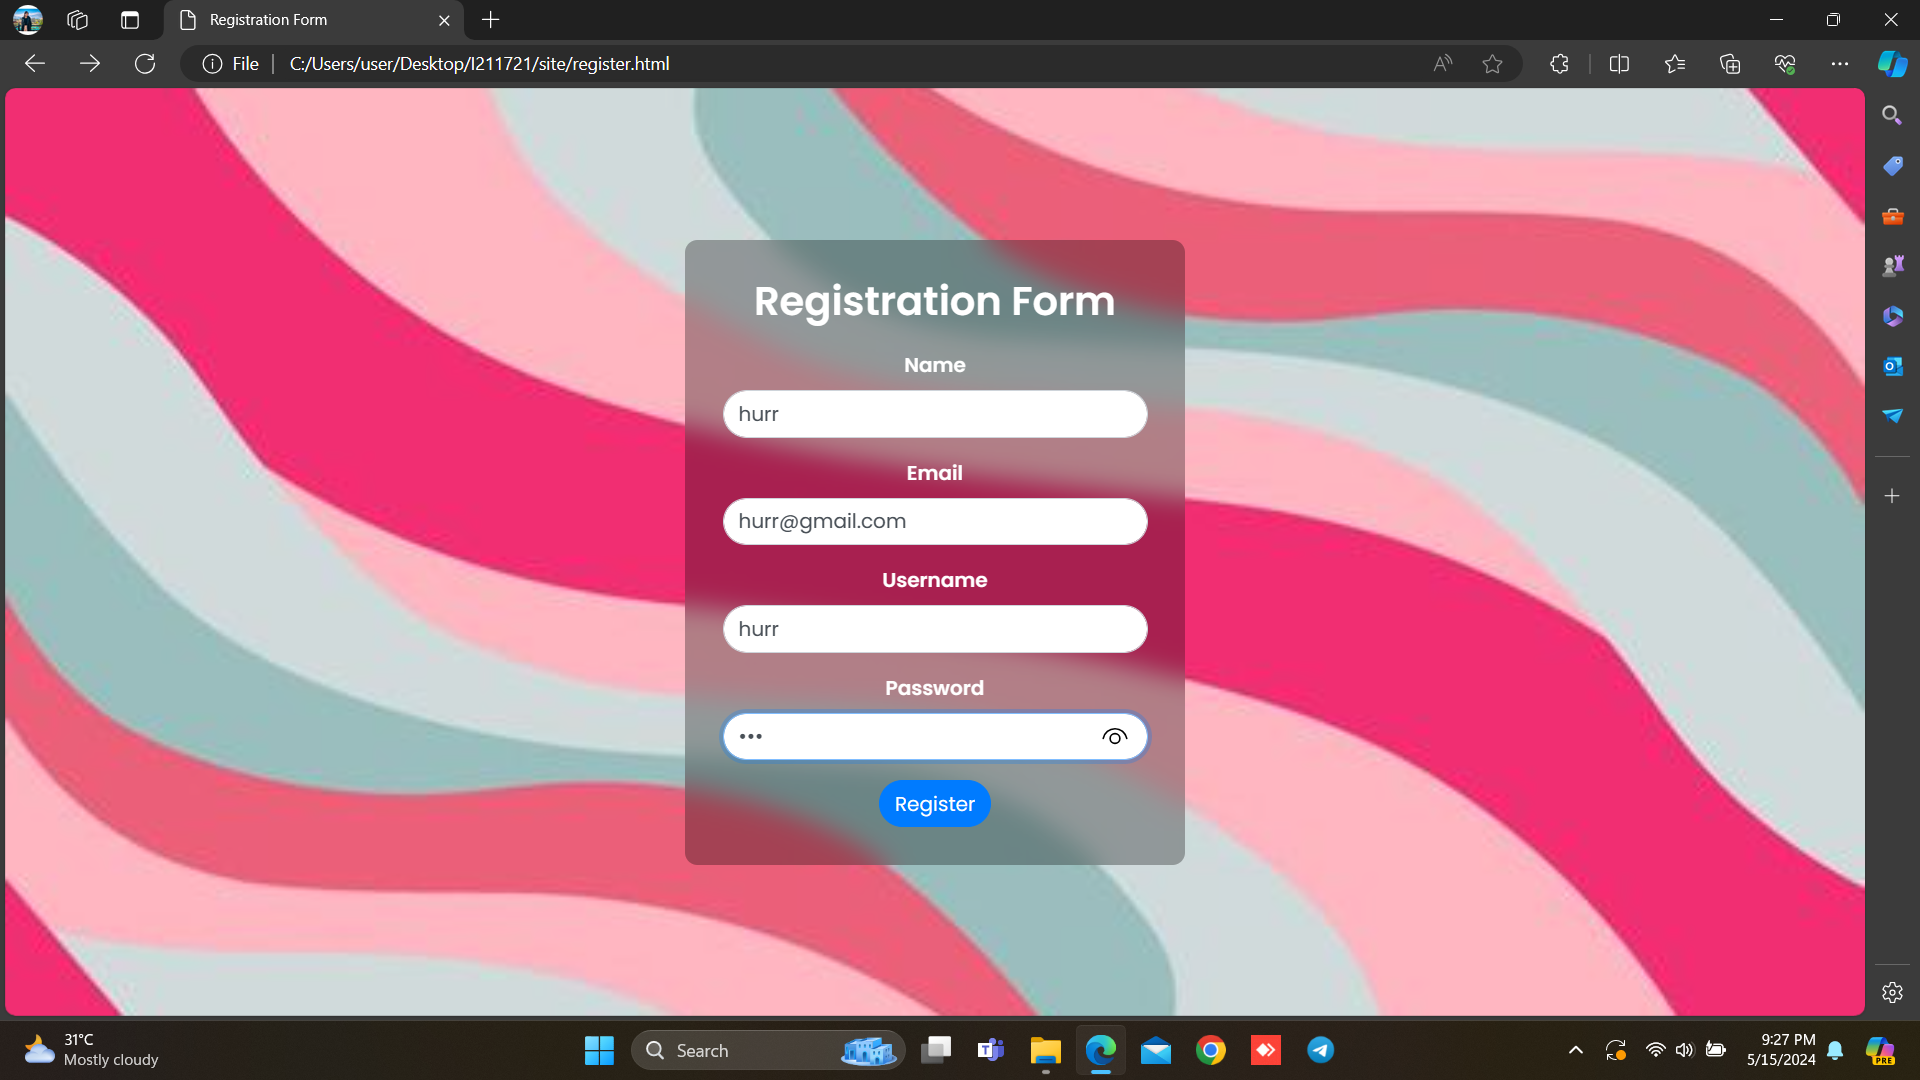 Registration Form
File
C:/Users/user/Desktop/I211721/site/register.html
Registration Form
Name
hurr
Email
hurr@gmail.com
Username
hurr
Password
•••
Register
31°C
Mostly cloudy
Search
9:27 PM
5/15/2024
PRE